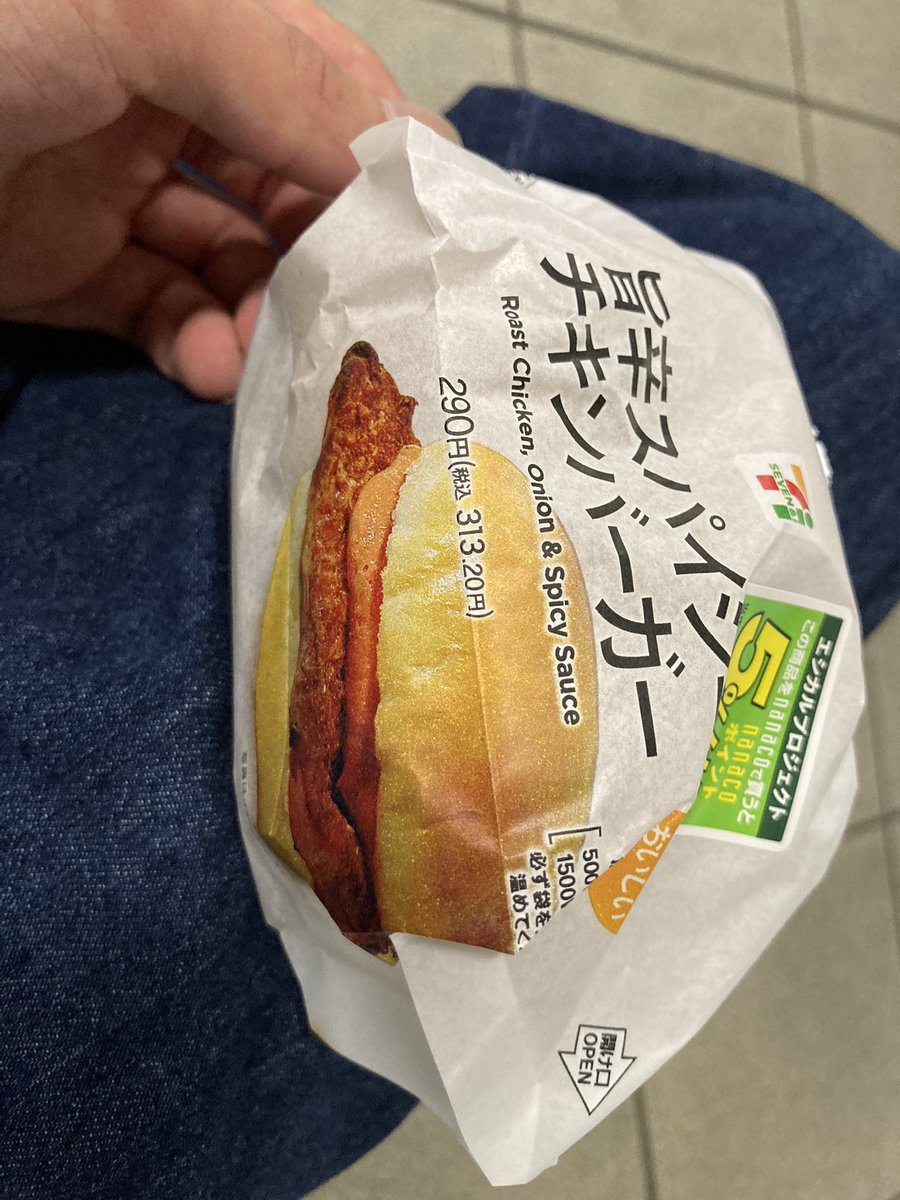 旨辛スパイシー
チキンバーガー
Roast Chicken, Onion & Spicy Sauce
290円(税込 313.20円)
SEVEN &i
エシカルプロジェクト
この商品をnanacoで買うと
5%
nanaco
ポイント
おいしい
500
1500
必ず袋を
温めてく
開け口
OPEN